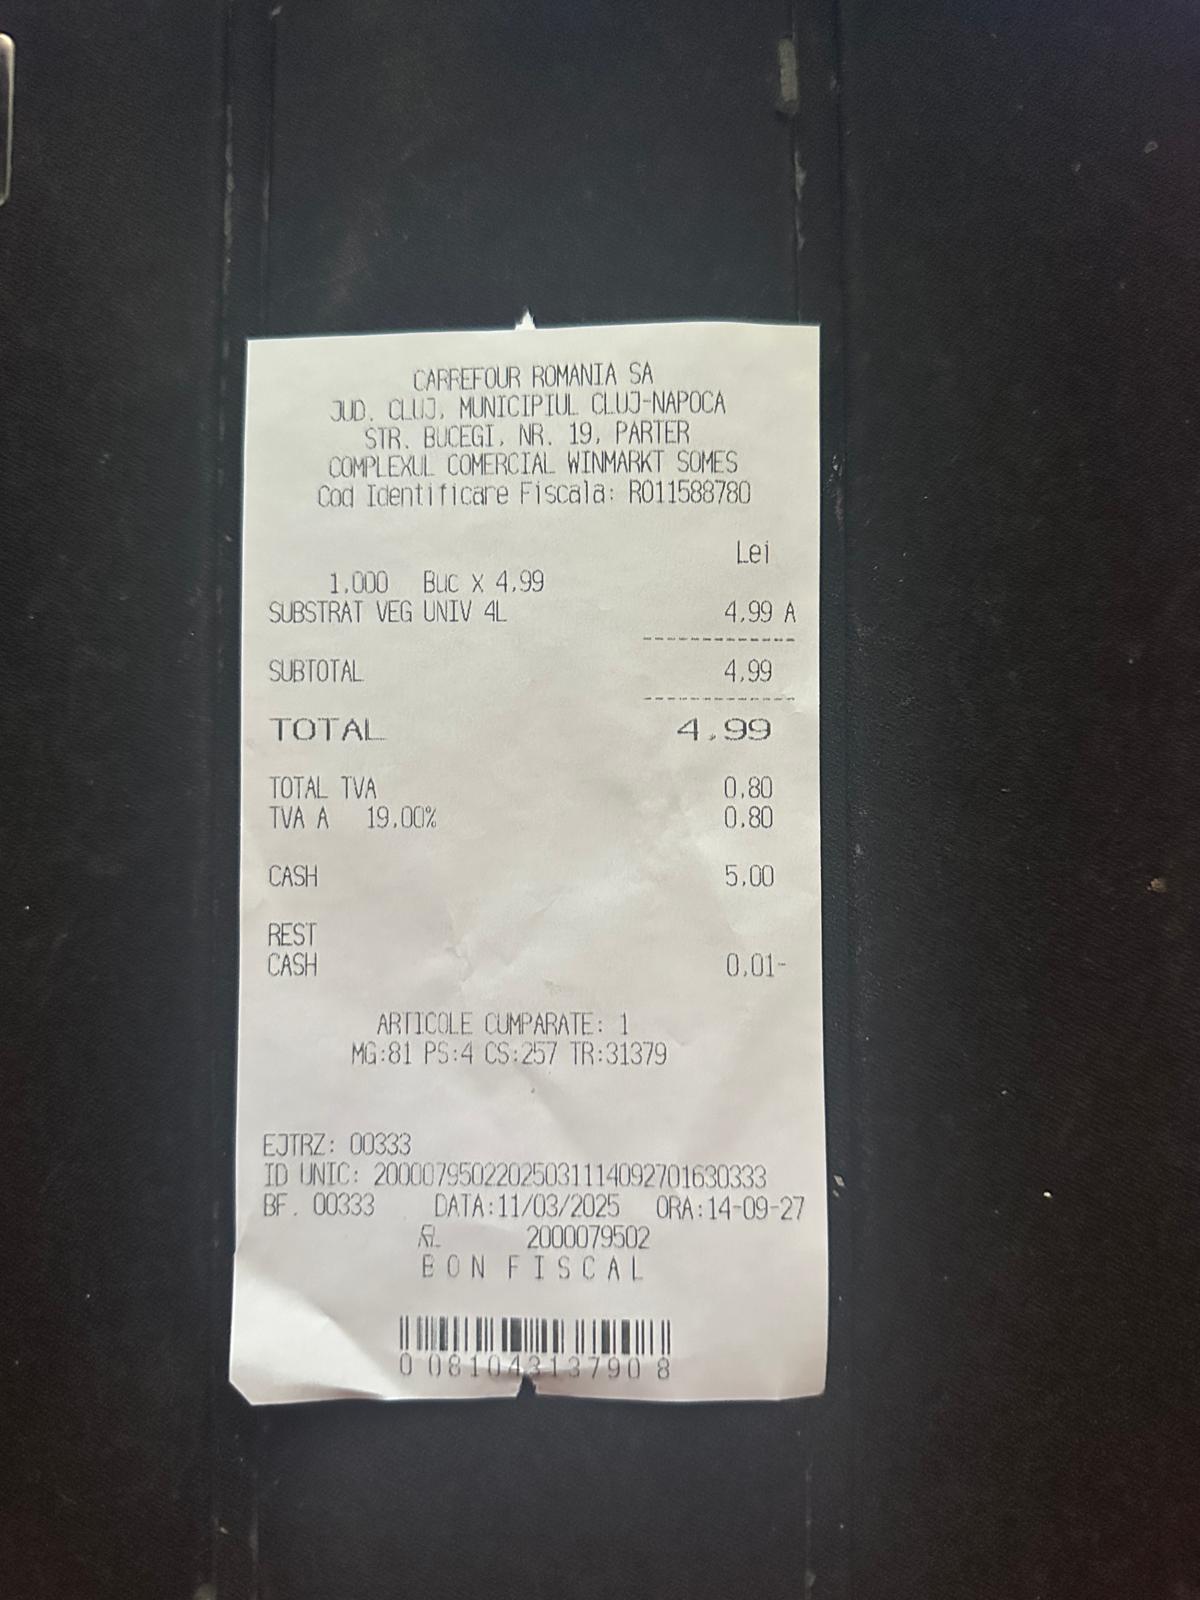 CARREFOUR ROMANIA SA
JUD. CLUJ, MUNICIPIUL CLUJ-NAPOCA
STR. BUCEGI, NR. 19, PARTER
COMPLEXUL COMERCIAL WINMARKT SOMES
Cod Identificare Fiscala: RO11588780
Lei
1,000 Buc x 4,99
SUBSTRAT VEG UNIV 4L 4,99 A
SUBTOTAL 4,99
TOTAL 4,99
TOTAL TVA 0,80
TVA A 19,00% 0,80
CASH 5,00
REST
CASH 0,01-
ARTICOLE CUMPARATE: 1
MG:81 PS:4 CS:257 TR:31379
EJTRZ: 00333
ID UNIC: 2000079502202503111409270163​0333
BF. 00333 DATA:11/03/2025 ORA:14-09-27
2000079502
BON FISCAL
0 08104313790 8